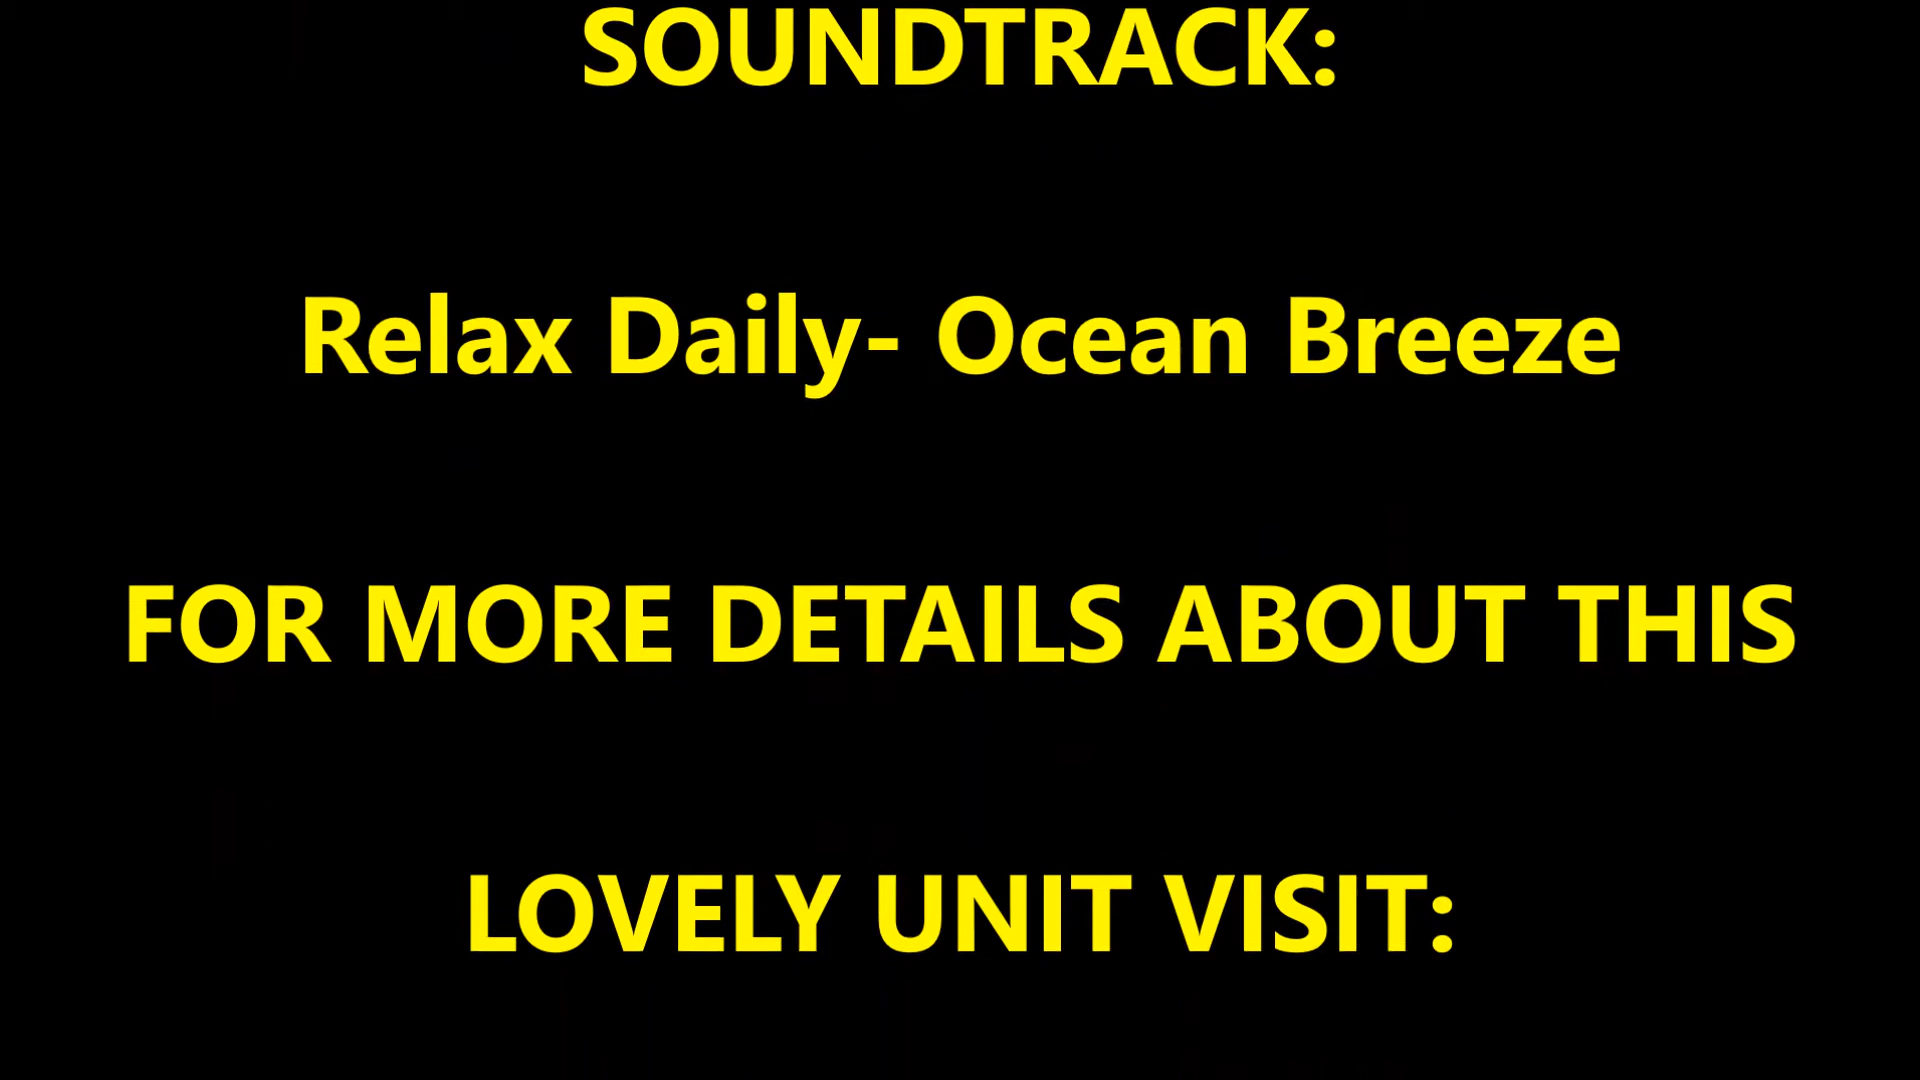 SOUNDTRACK:
Relax Daily- Ocean Breeze
FOR MORE DETAILS ABOUT THIS
LOVELY UNIT VISIT: